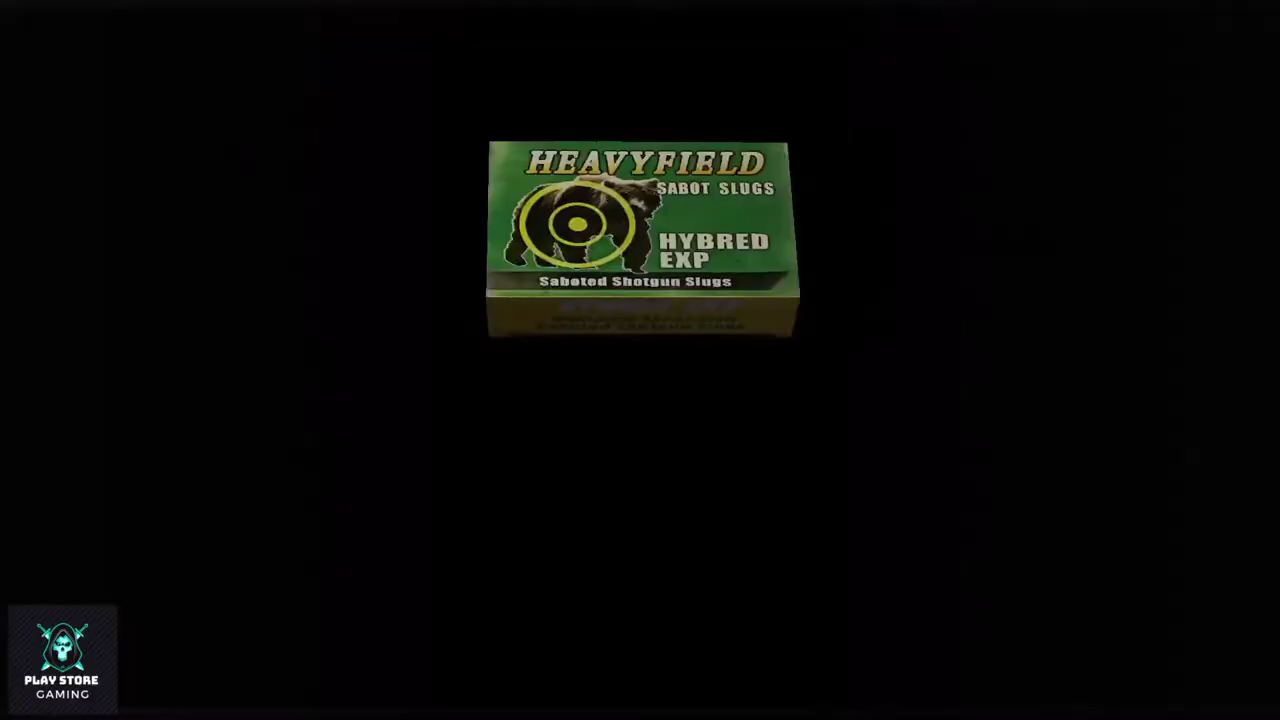 HEAVYFIELD
SABOT SLUGS
HYBRED
EXP
Saboted Shotgun Slugs
PLAY STORE
GAMING